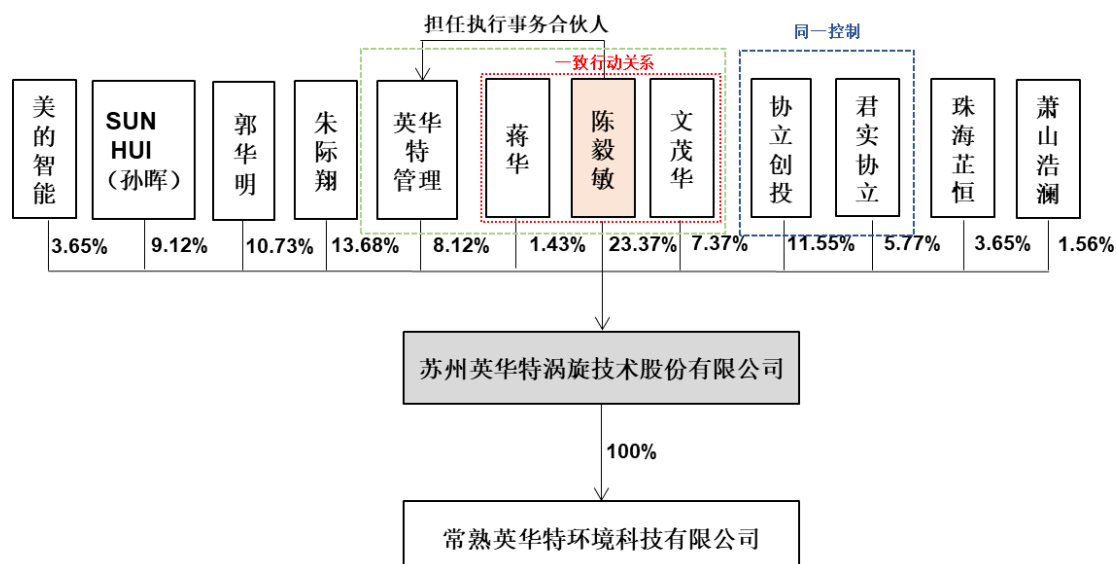 担任执行事务合伙人
同一控制
一致行动关系
美的智能
SUN
HUI
（孙晖）
郭华明
朱际翔
英华
特
管理
蒋华
陈毅敏
文茂华
协立创投
君实协立
珠海芷恒
萧山浩澜
3.65%
9.12%
10.73%
13.68%
8.12%
1.43%
23.37%
7.37%
11.55%
5.77%
3.65%
1.56%
苏州英华特涡旋技术股份有限公司
100%
常熟英华特环境科技有限公司